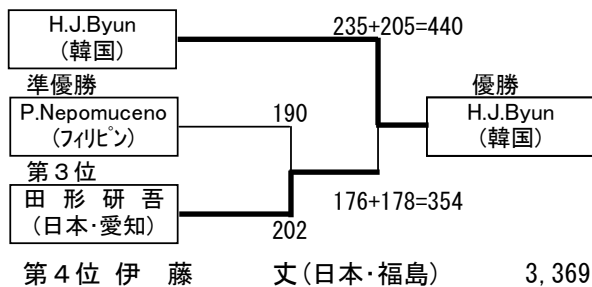 H.J.Byun
(韓国)
235+205=440
準優勝
優勝
P.Nepomuceno
(フィリピン)
190
H.J.Byun
(韓国)
第3位
田 形 研 吾
(日本・愛知)
176+178=354
202
第4位 伊 藤 丈(日本・福島) 3,369